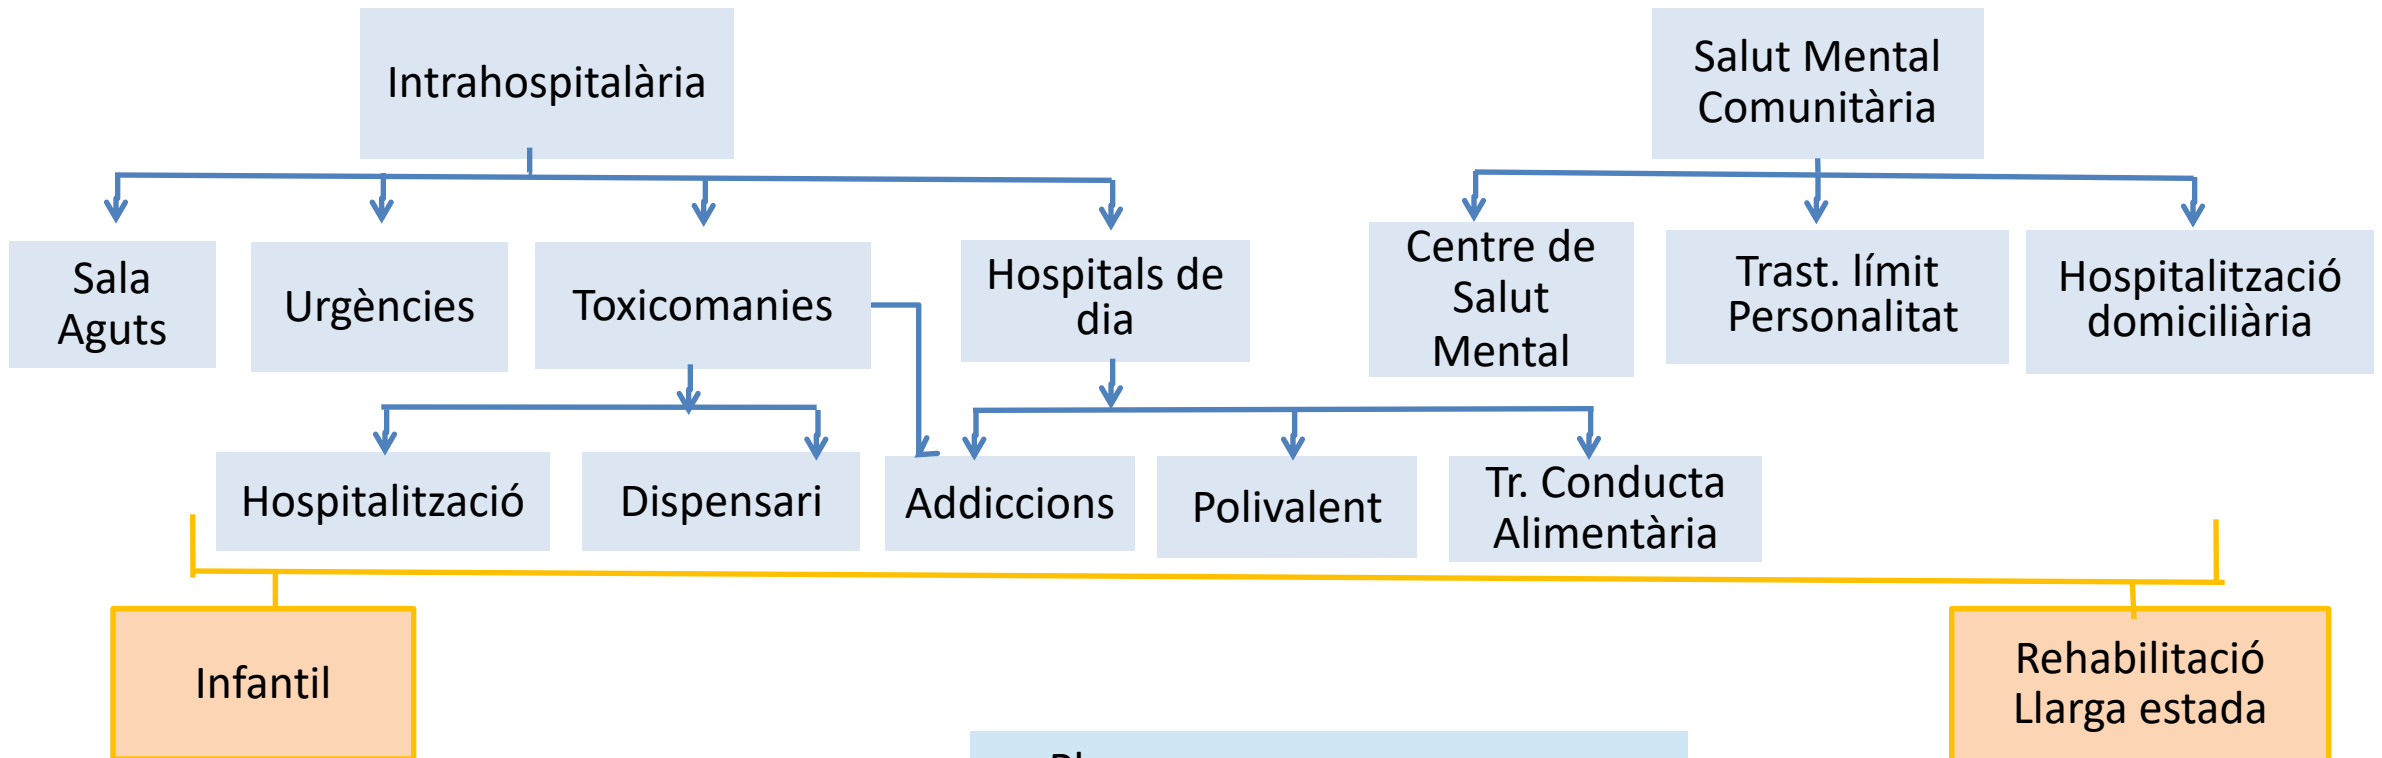 Intrahospitalària
Salut Mental
Comunitària
Sala
Aguts
Urgències
Toxicomanies
Hospitals de
dia
Centre de
Salut
Mental
Trast. límit
Personalitat
Hospitalització
domiciliària
Hospitalització
Dispensari
Addiccions
Polivalent
Tr. Conducta
Alimentària
Infantil
Rehabilitació
Llarga estada